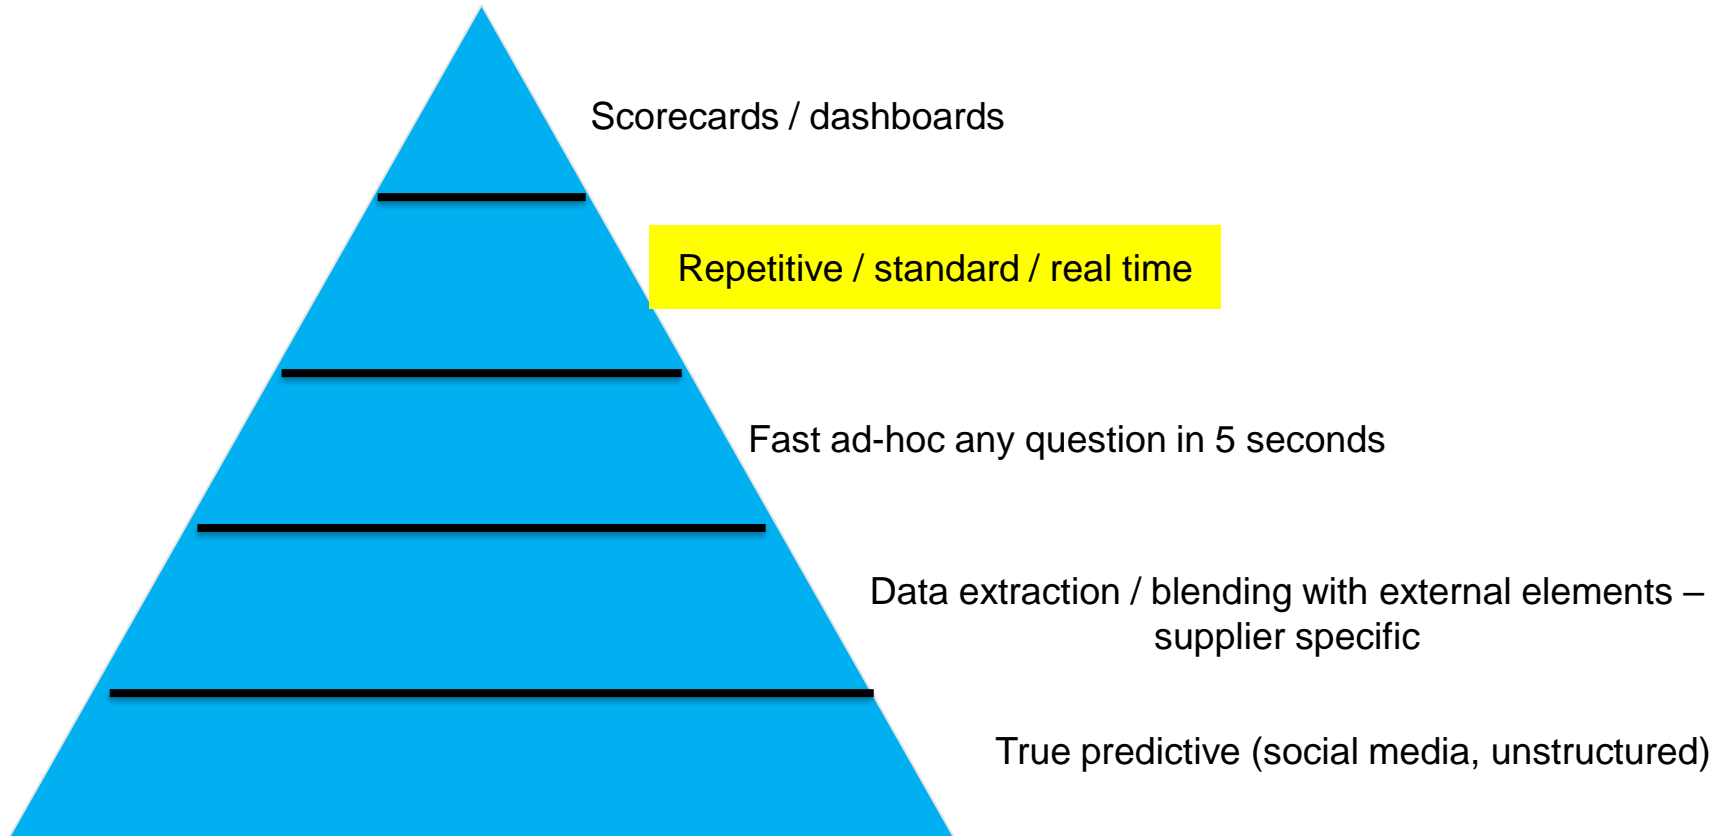 Scorecards / dashboards
Repetitive / standard / real time
Fast ad-hoc any question in 5 seconds
Data extraction / blending with external elements –
supplier specific
True predictive (social media, unstructured)